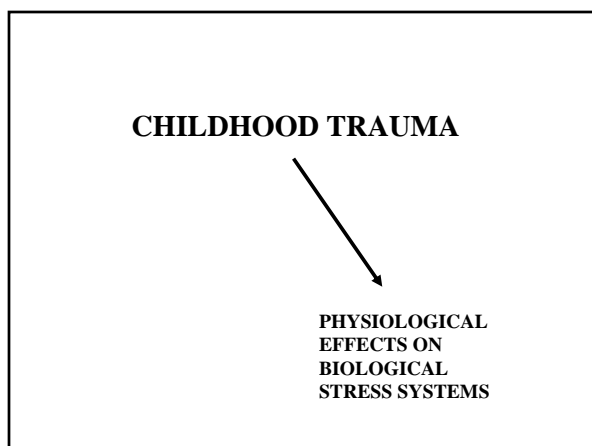 CHILDHOOD TRAUMA
PHYSIOLOGICAL
EFFECTS ON
BIOLOGICAL
STRESS SYSTEMS